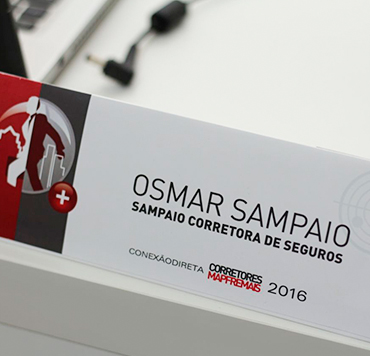 OSMAR SAMPAIO
SAMPAIO CORRETORA DE SEGUROS
CONEXÃODIRETA CORRETORES MAPFREMAIS 2016